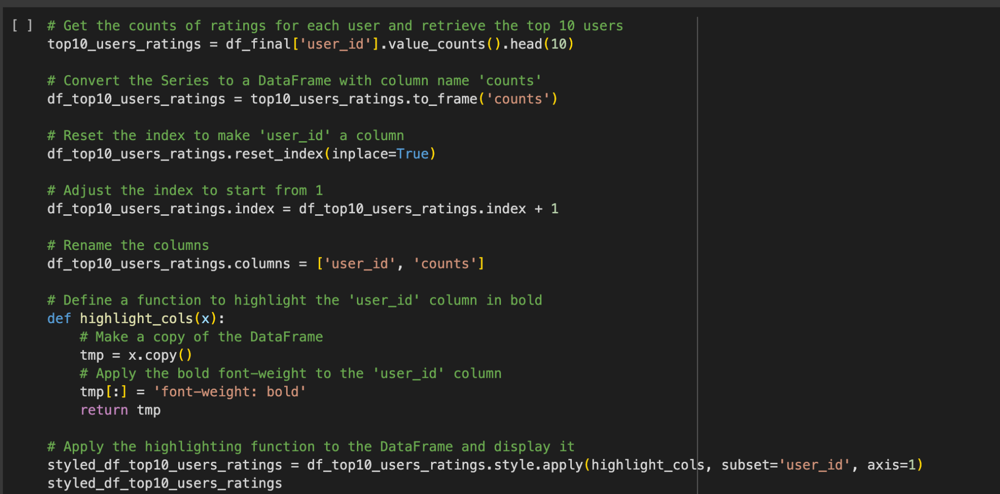 [ ] # Get the counts of ratings for each user and retrieve the top 10 users
top10_users_ratings = df_final['user_id'].value_counts().head(10)

# Convert the Series to a DataFrame with column name 'counts'
df_top10_users_ratings = top10_users_ratings.to_frame('counts')

# Reset the index to make 'user_id' a column
df_top10_users_ratings.reset_index(inplace=True)

# Adjust the index to start from 1
df_top10_users_ratings.index = df_top10_users_ratings.index + 1

# Rename the columns
df_top10_users_ratings.columns = ['user_id', 'counts']

# Define a function to highlight the 'user_id' column in bold
def highlight_cols(x):
    # Make a copy of the DataFrame
    tmp = x.copy()
    # Apply the bold font-weight to the 'user_id' column
    tmp[:] = 'font-weight: bold'
    return tmp

# Apply the highlighting function to the DataFrame and display it
styled_df_top10_users_ratings = df_top10_users_ratings.style.apply(highlight_cols, subset='user_id', axis=1)
styled_df_top10_users_ratings